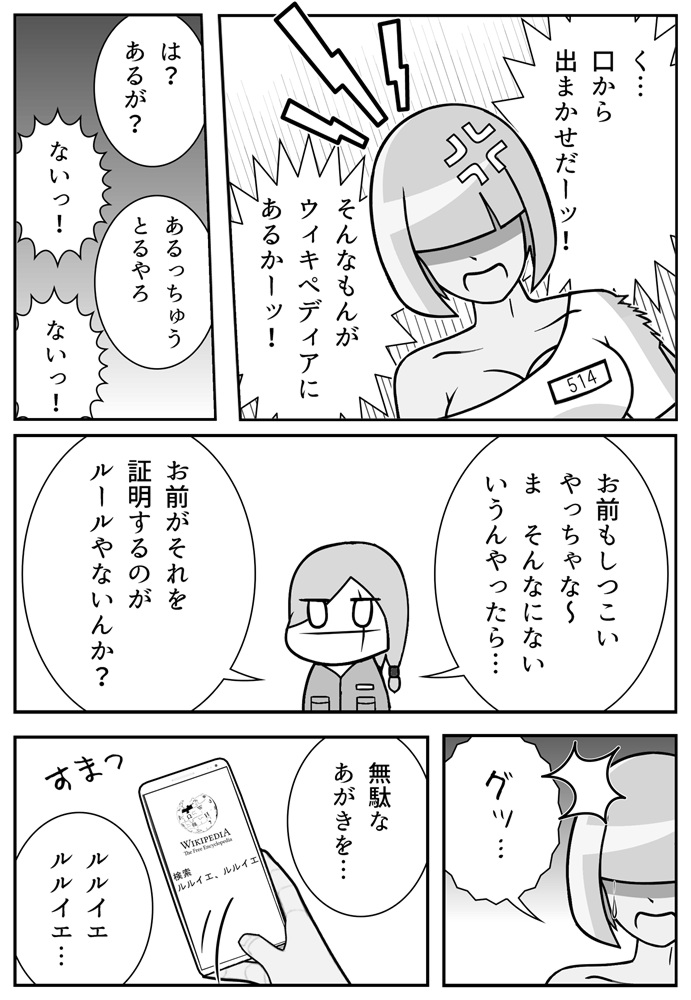 く…
口から
出まかせだーッ！
そんなもんが
ウィキペディアに
あるかーッ！
514
は？
あるが？
ないっ！
あるっちゅう
とるやろ
ないっ！
お前もしつこい
やっちゃな～
ま そんなにない
いうんやったら…
お前がそれを
証明するのが
ルールやないんか？
グッ…
無駄な
あがきを…
すまっ
WIKIPEDIA
The Free Encyclopedia
検索
ルルイエ、ルルイエ
ルルイエ
ルルイエ…